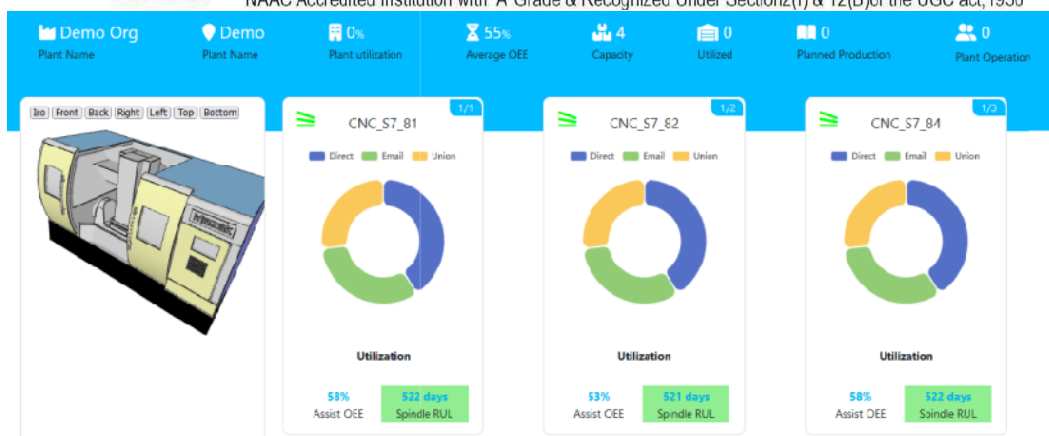 NAAC Accredited Institution with 'A' Grade & Recognized Under Section2(f) & 12(B)of the UGC act,1956
Demo Org
Plant Name
Demo
Plant Name
0%
Plant utilization
55%
Average OEE
4
Capacity
0
Utilized
0
Planned Production
0
Plant Operation
Iso Front Back Right Left Top Bottom
1/1
CNC_S7_81
Direct Email Union
Utilization
53% 522 days
Assist OEE Spindle RUL
1/2
CNC_S7_82
Direct Email Union
Utilization
53% 521 days
Assist OEE Spindle RUL
1/3
CNC_S7_84
Direct Email Union
Utilization
58% 522 days
Assist OEE Spindle RUL